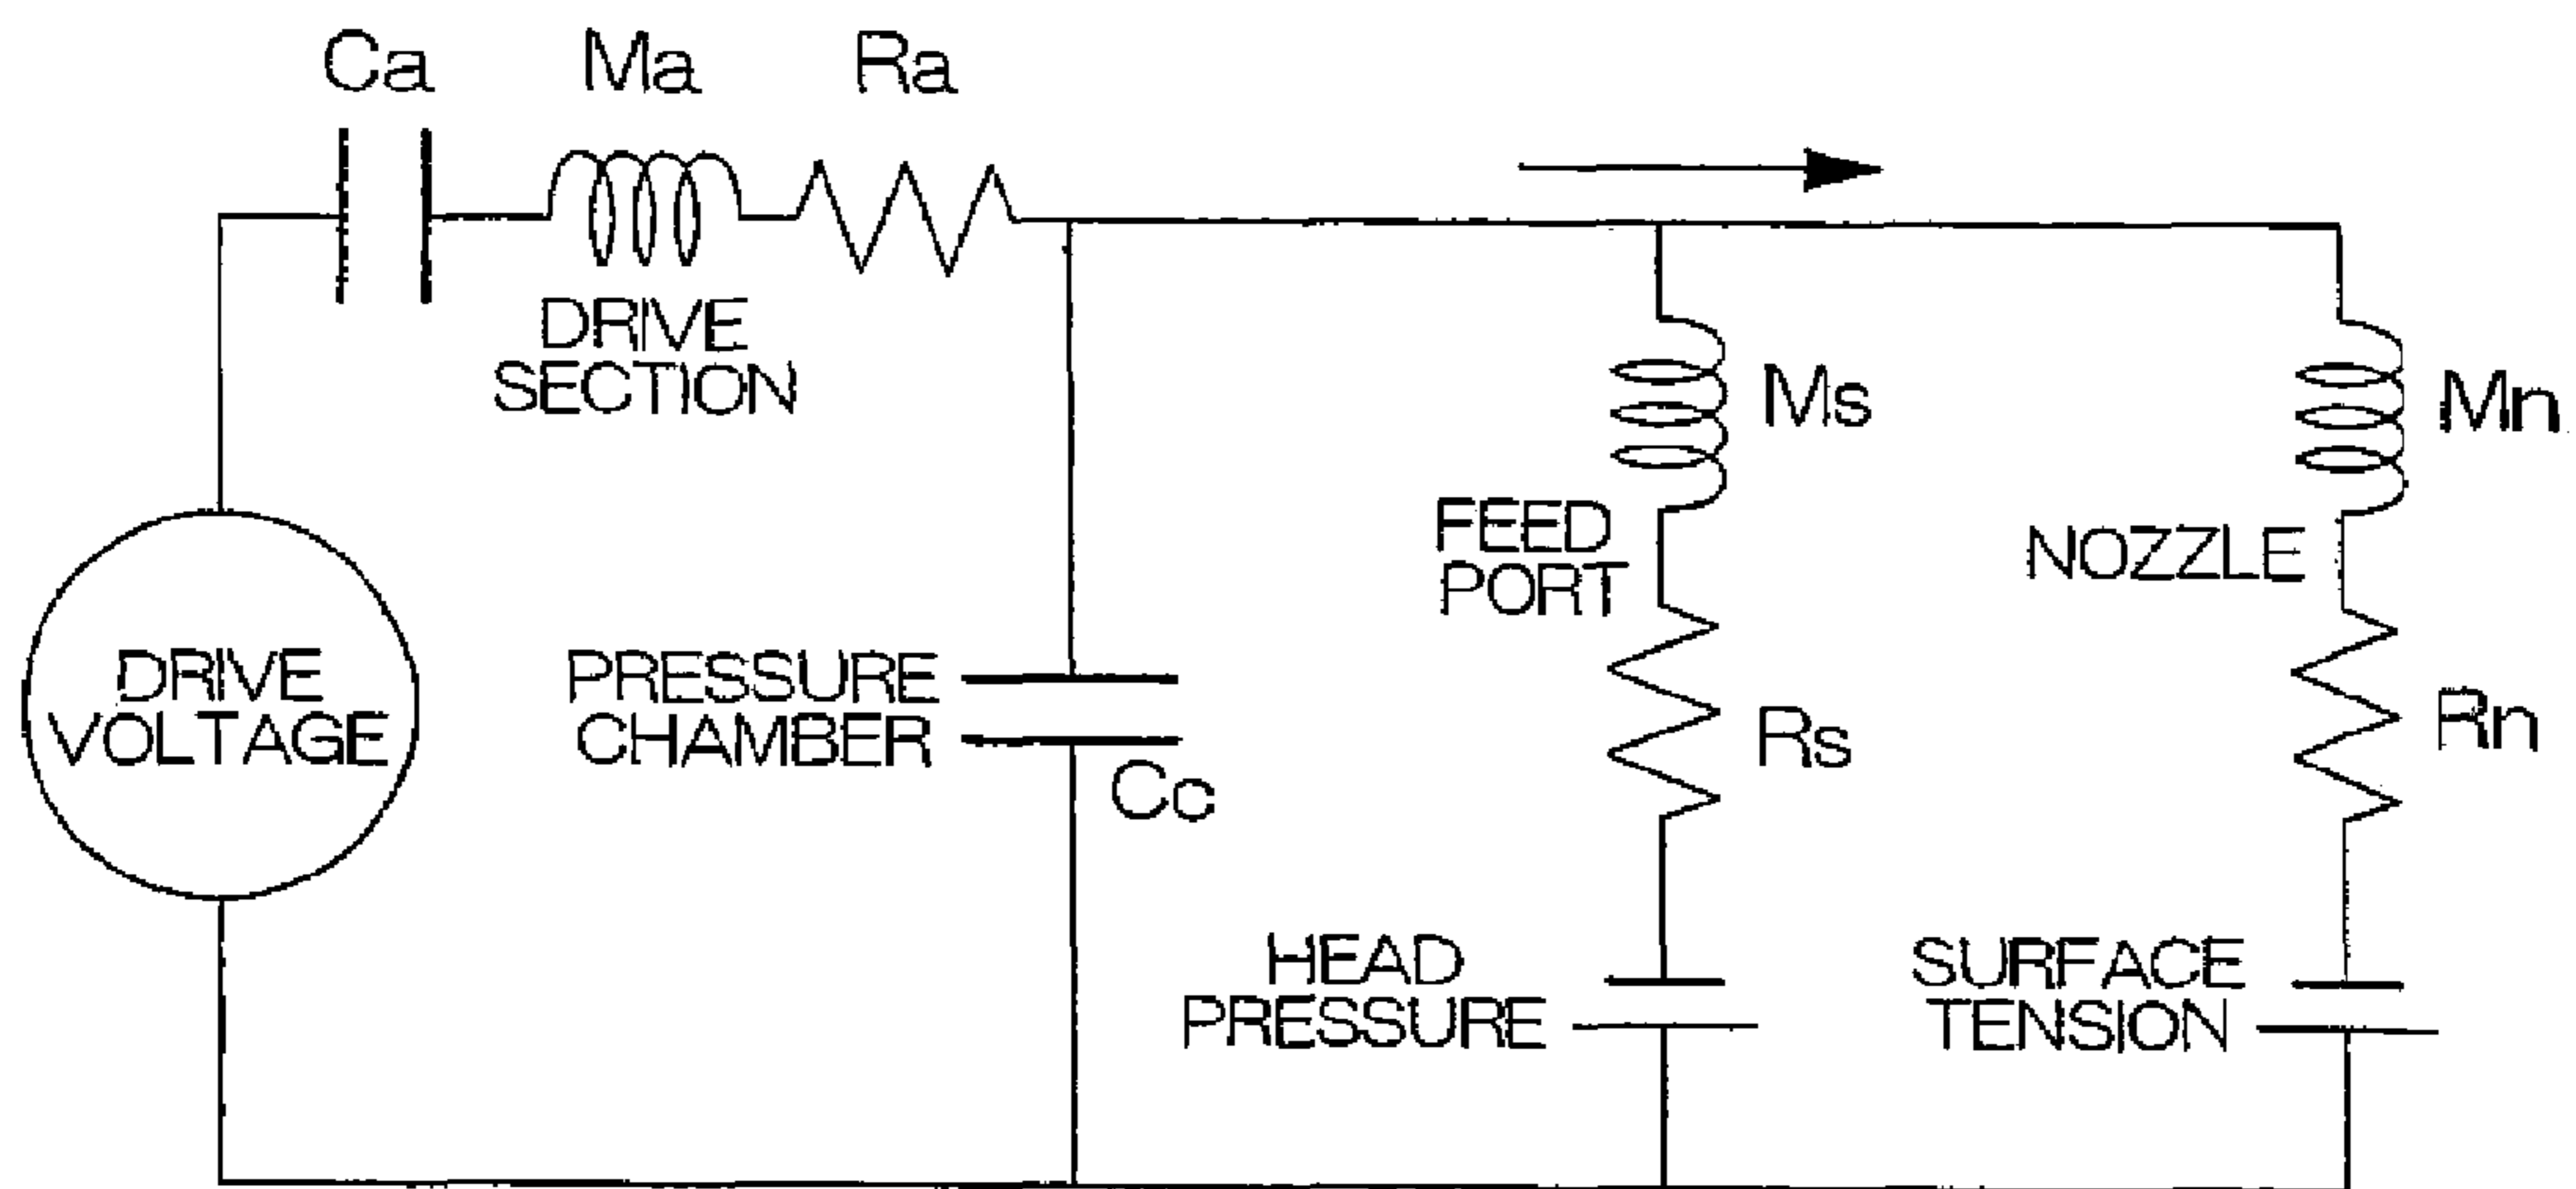 Ca
Ma
Ra
DRIVE
SECTION
Ms
Mn
FEED
PORT
NOZZLE
DRIVE
VOLTAGE
PRESSURE
CHAMBER
Cc
Rs
Rn
HEAD
PRESSURE
SURFACE
TENSION